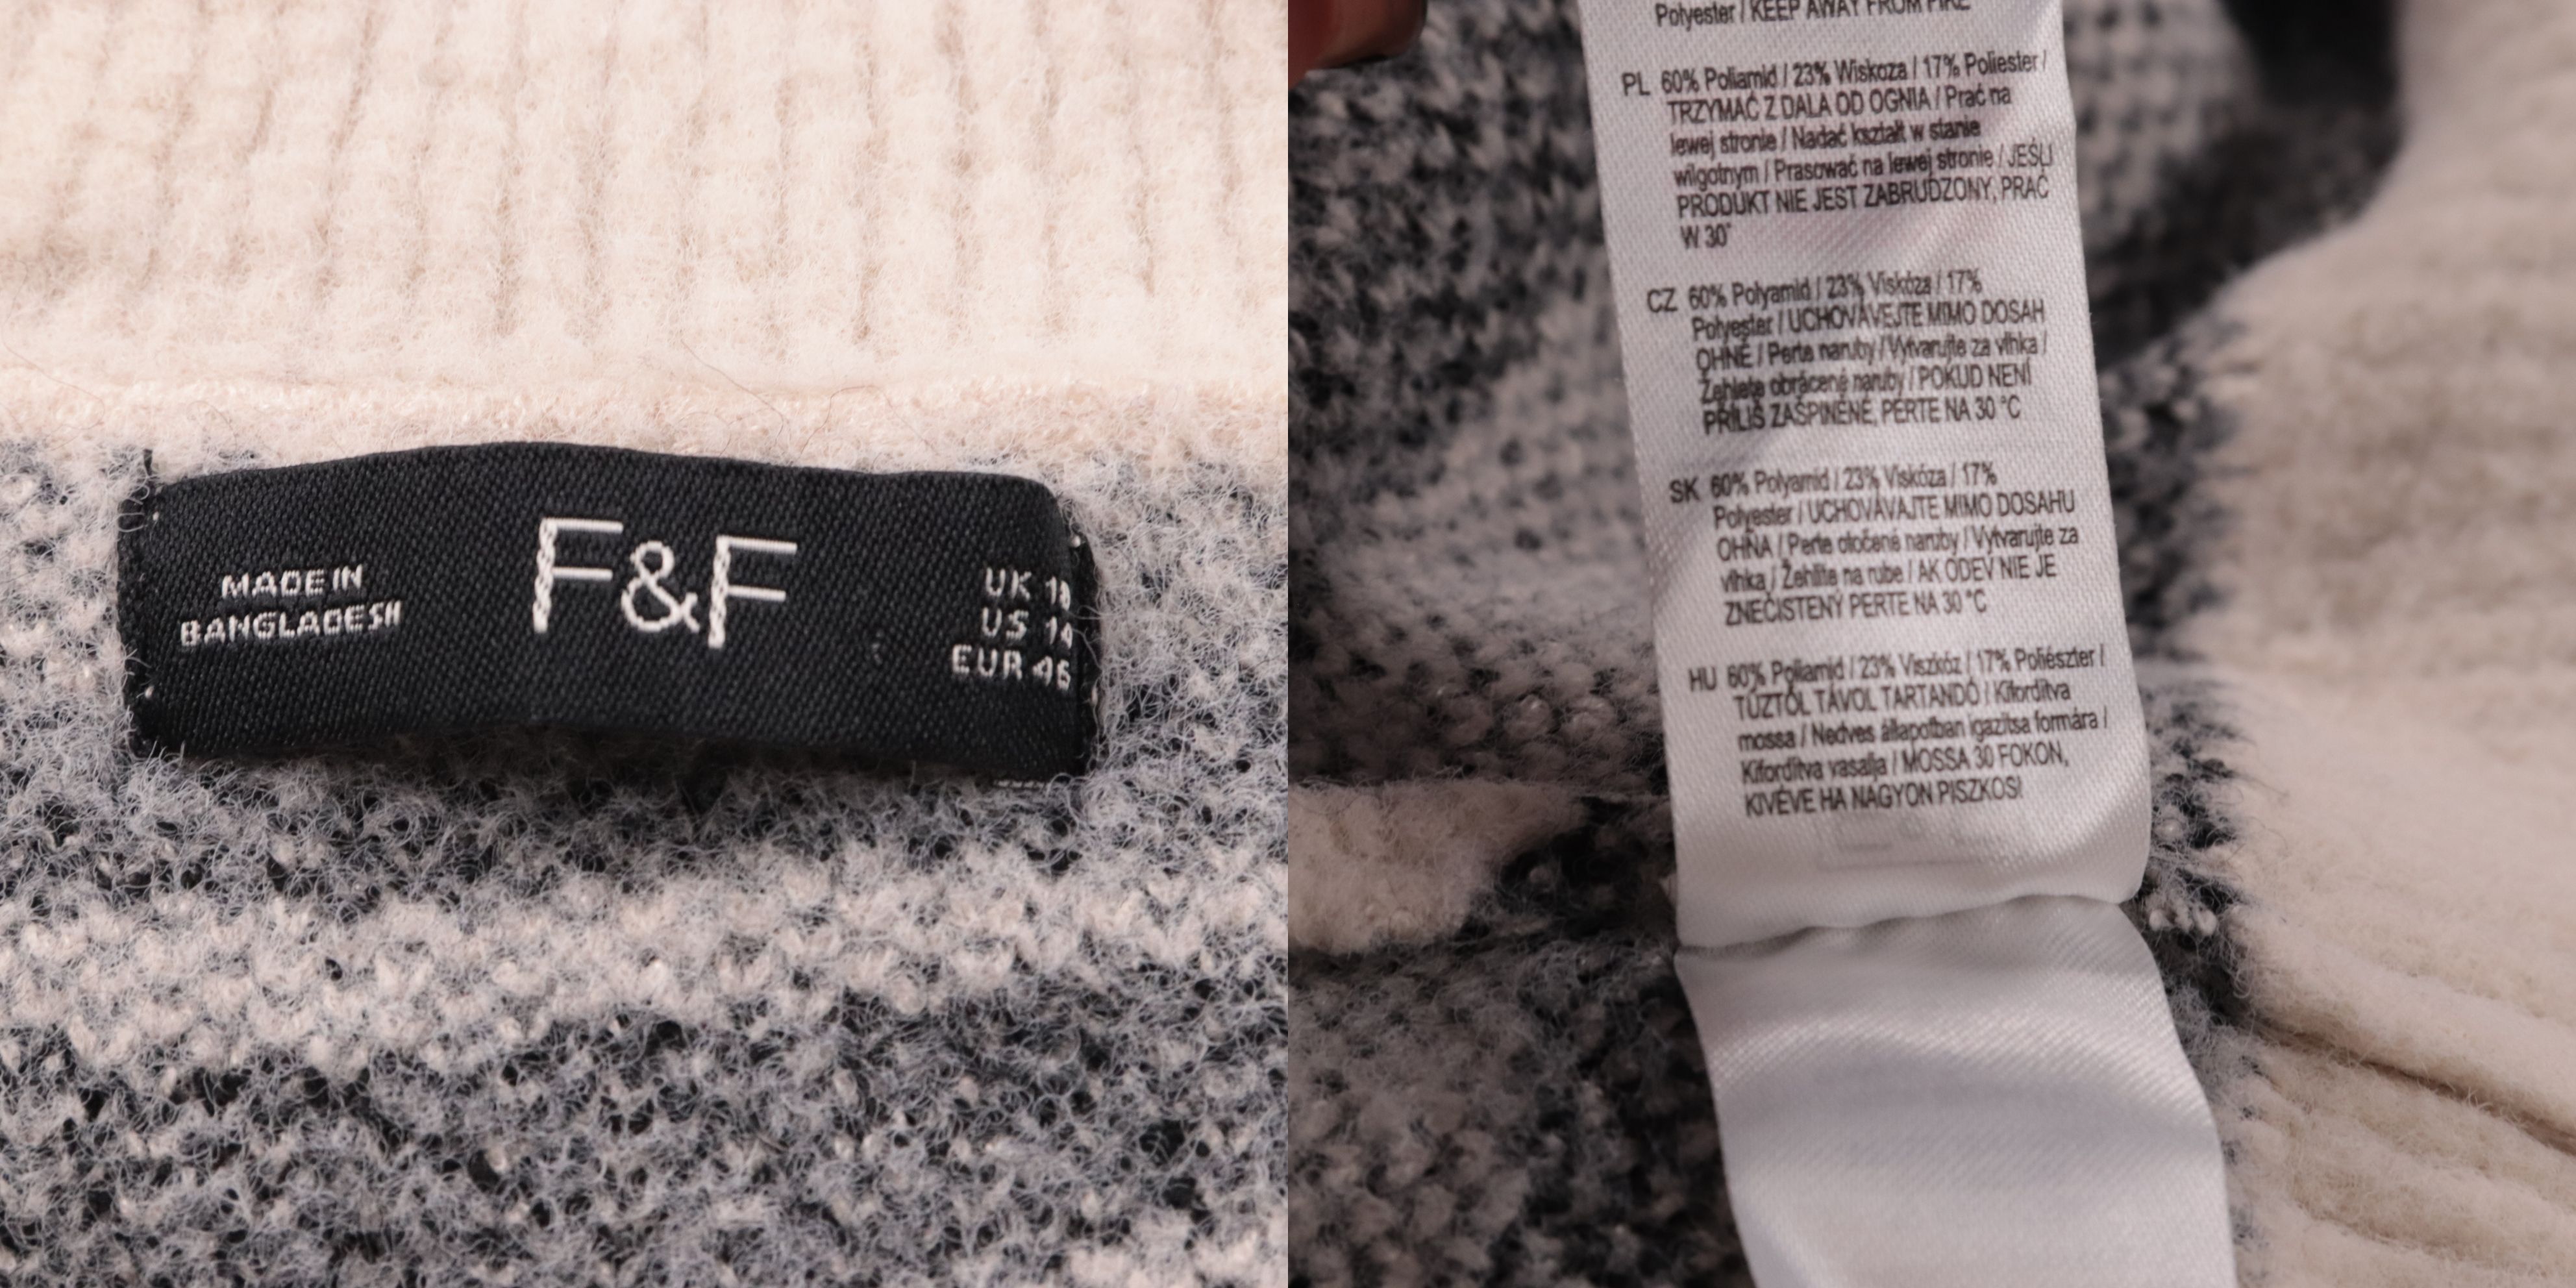 MADE IN
BANGLADESH
F&F
UK 18
US 14
EUR 46
Polyester / KEEP AWAY FROM FIRE
PL 60% Poliamid / 23% Wiskoza / 17% Poliester /
TRZYMAĆ Z DALA OD OGNIA / Prać na
lewej stronie / Nadać kształt w stanie
wilgotnym / Prasować na lewej stronie / JEŚLI
PRODUKT NIE JEST ZABRUDZONY, PRAĆ
W 30°
CZ 60% Polyamid / 23% Viskóza / 17%
Polyester / UCHOVÁVEJTE MIMO DOSAH
OHNĚ / Perte naruby / Vytvarujte za vlhka /
Žehlete obráceně naruby / POKUD NENÍ
PŘÍLIŠ ZAŠPINĚNÉ, PERTE NA 30 °C
SK 60% Polyamid / 23% Viskóza / 17%
Polyester / UCHOVÁVAJTE MIMO DOSAHU
OHŇA / Perte otočené naruby / Vytvarujte za
vlhka / Žehlite na rube / AK ODEV NIE JE
ZNEČISTENÝ PERTE NA 30 °C
HU 60% Poliamid / 23% Viszkóz / 17% Poliészter /
TŰZTŐL TÁVOL TARTANDÓ / Kifordítva
mossa / Nedves állapotban igazítsa formára /
Kifordítva vasalja / MOSSA 30 FOKON,
KIVÉVE HA NAGYON PISZKOS!